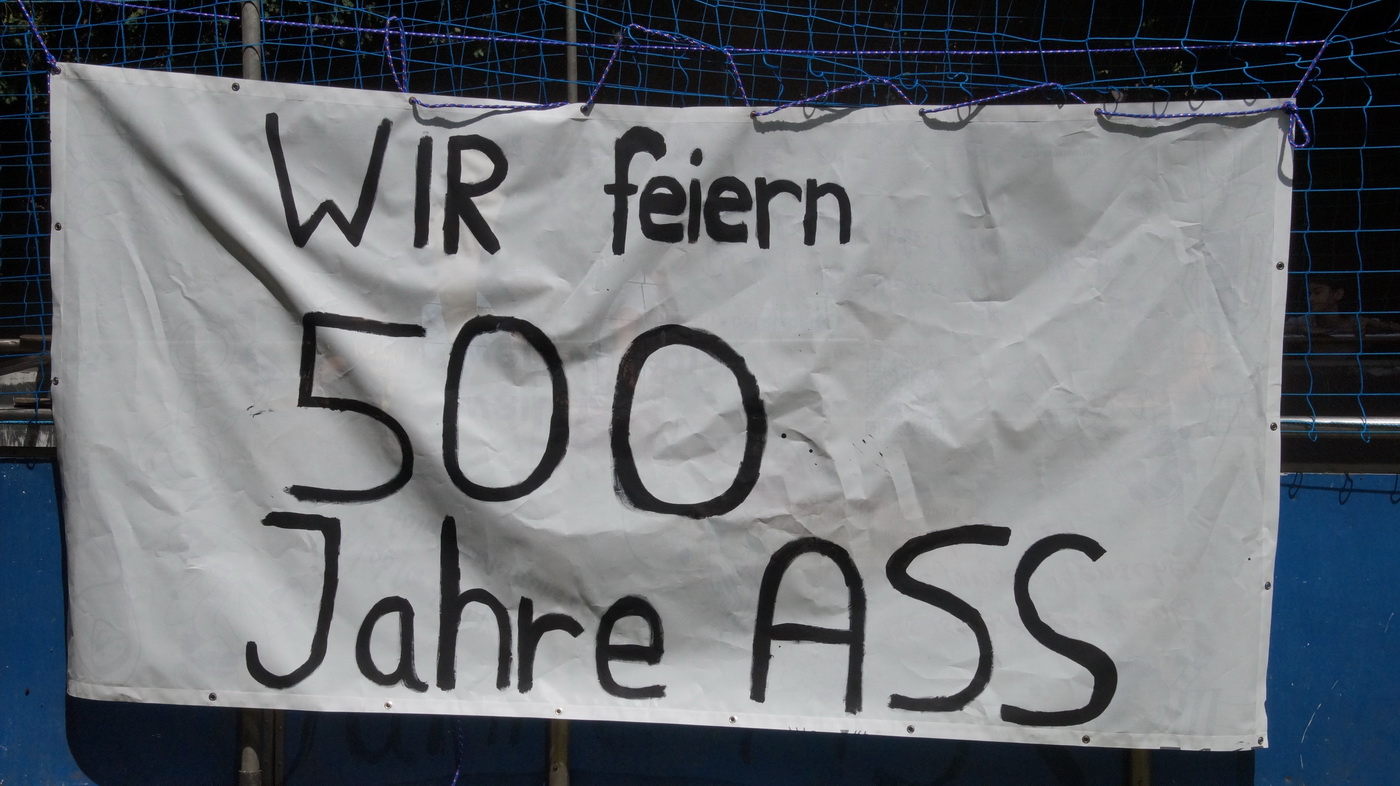 WIR feiern
500
Jahre ASS